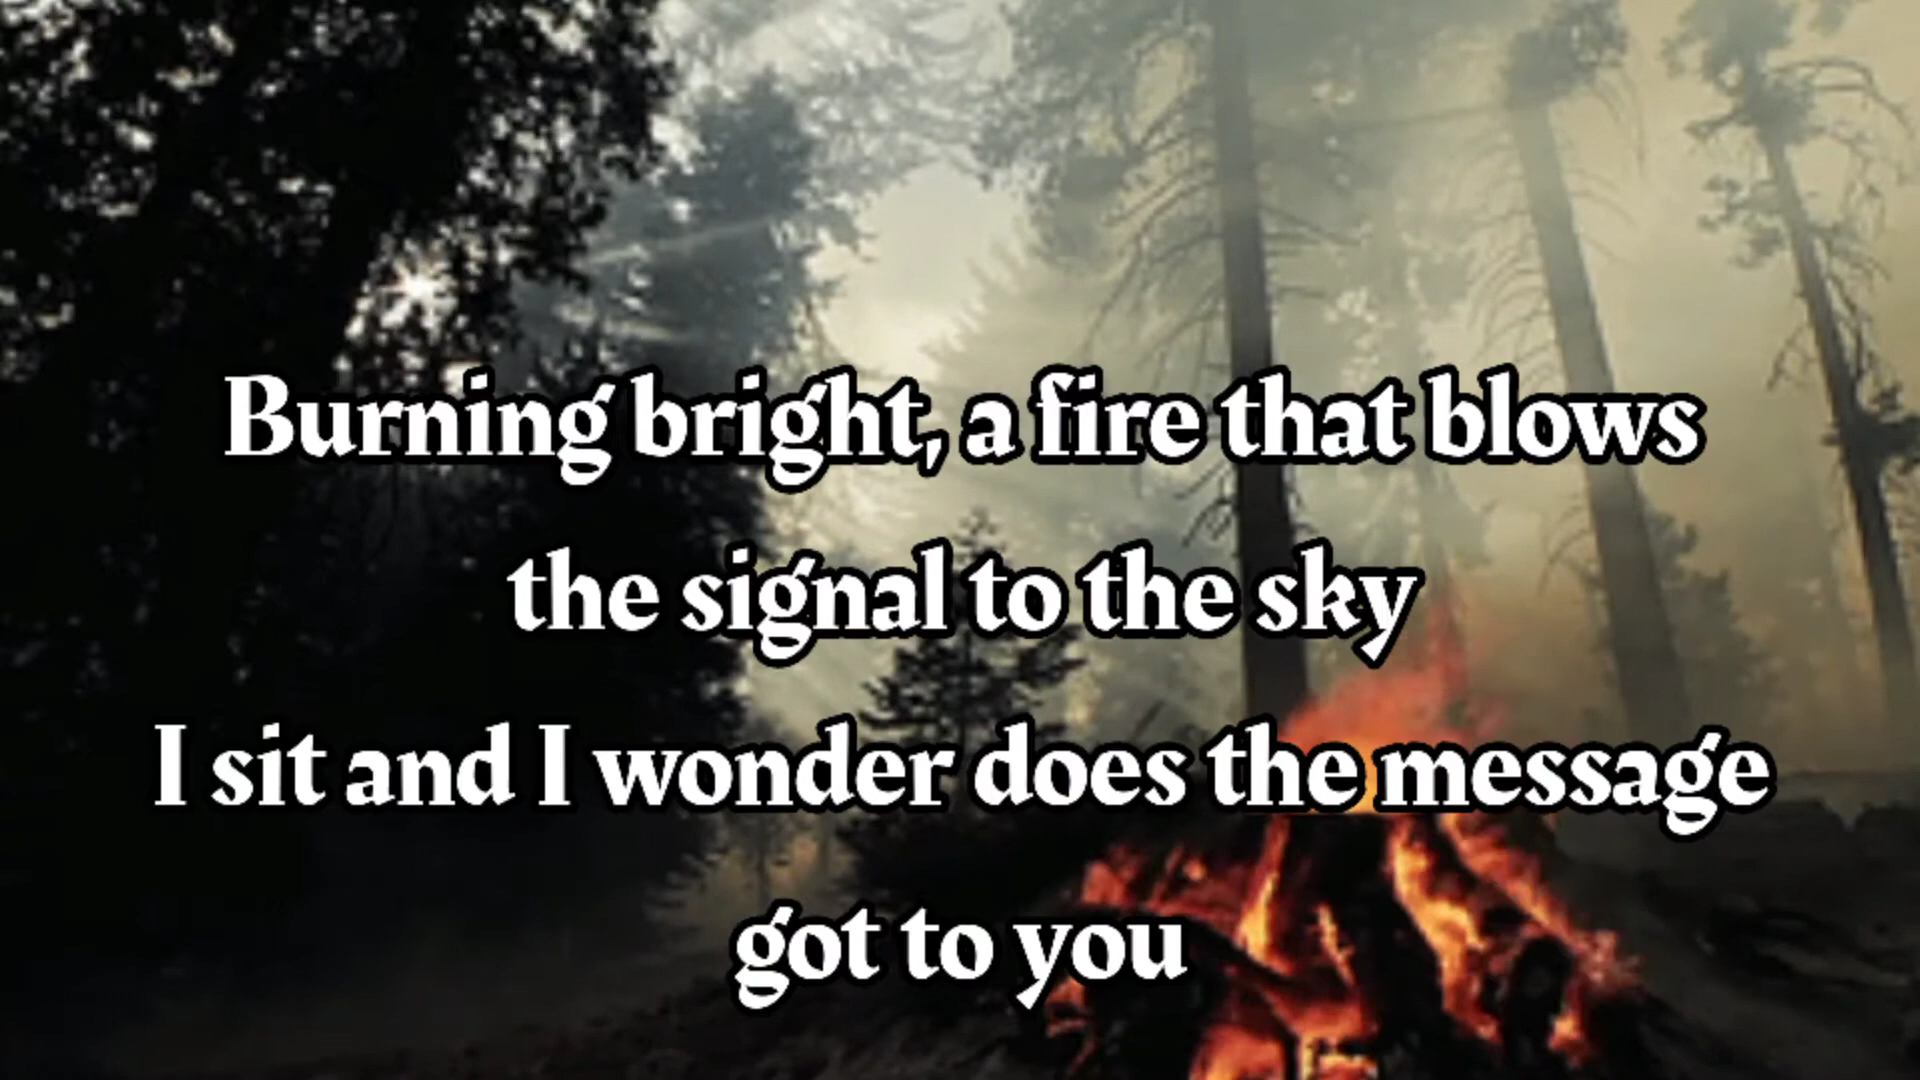 Burning bright, a fire that blows
the signal to the sky
I sit and I wonder does the message
got to you